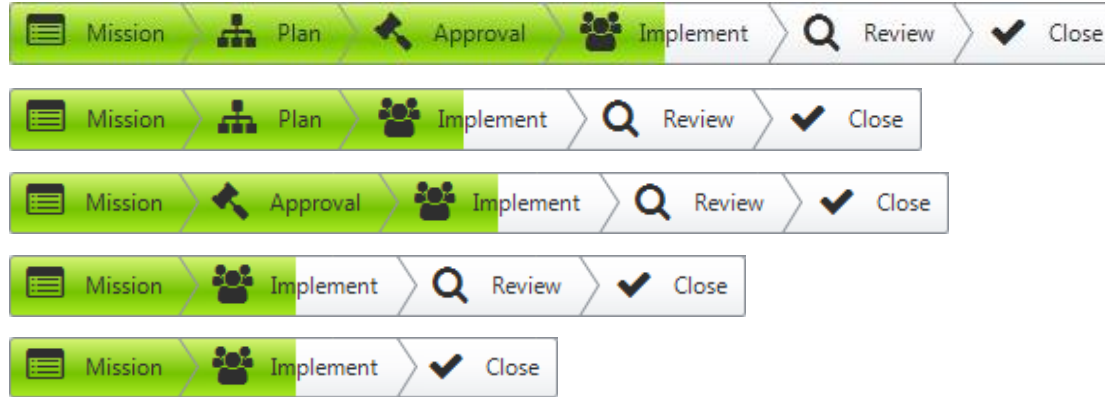 Mission Plan Approval Implement Review Close
Mission Plan Implement Review Close
Mission Approval Implement Review Close
Mission Implement Review Close
Mission Implement Close